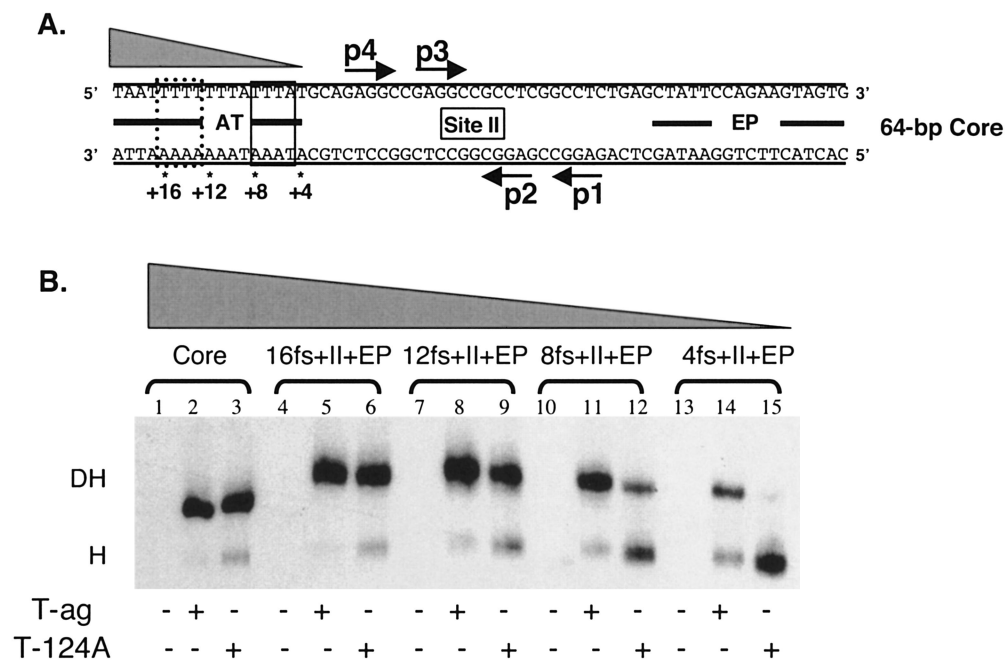 A.
p4 p3
5' TAATTTTTTTTATTTATGCAGAGGCCGAGGCCGCCTCGGCCTCTGAGCTATTCCAGAAGTAGTG 3'
AT Site II EP 64-bp Core
3' ATTAAAAAAAATAAATACGTCTCCGGCTCCGGCGGAGCCGGAGACTCGATAAGGTCTTCATCAC 5'
* * * *
+16 +12 +8 +4 p2 p1
B.
Core 16fs+II+EP 12fs+II+EP 8fs+II+EP 4fs+II+EP
1 2 3 4 5 6 7 8 9 10 11 12 13 14 15
DH
H
T-ag - + - - + - - + - - + - - + -
T-124A - - + - - + - - + - - + - - +